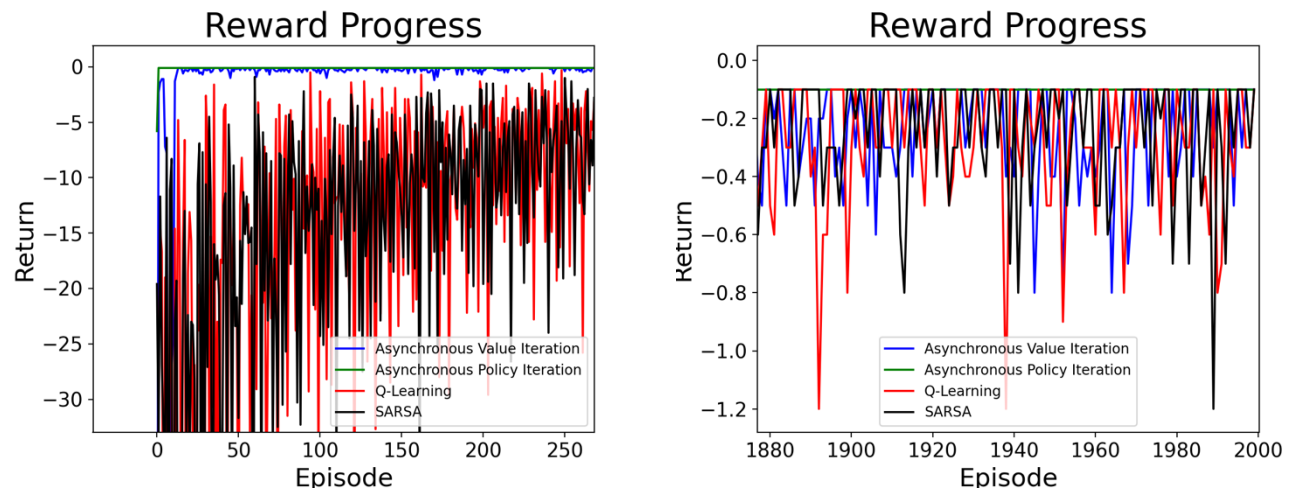 Reward Progress
Return
0
−5
−10
−15
−20
−25
−30
0
50
100
150
200
250
Episode
Asynchronous Value Iteration
Asynchronous Policy Iteration
Q-Learning
SARSA
Reward Progress
Return
0.0
−0.2
−0.4
−0.6
−0.8
−1.0
−1.2
1880
1900
1920
1940
1960
1980
2000
Episode
Asynchronous Value Iteration
Asynchronous Policy Iteration
Q-Learning
SARSA